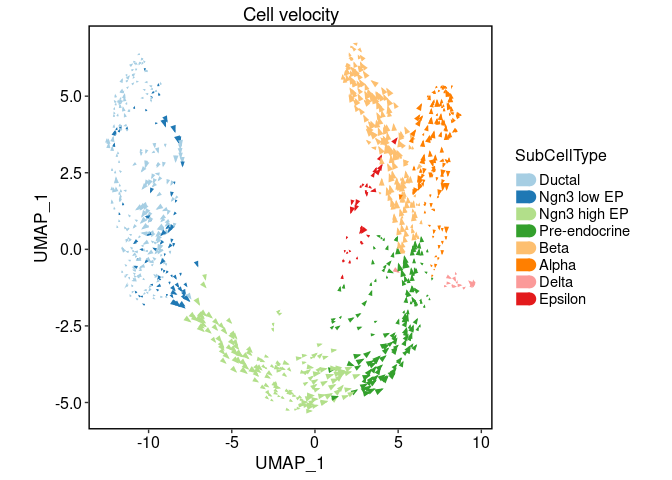 Cell velocity
5.0
2.5
0.0
-2.5
-5.0
UMAP_1
-10
-5
0
5
10
UMAP_1
SubCellType
Ductal
Ngn3 low EP
Ngn3 high EP
Pre-endocrine
Beta
Alpha
Delta
Epsilon